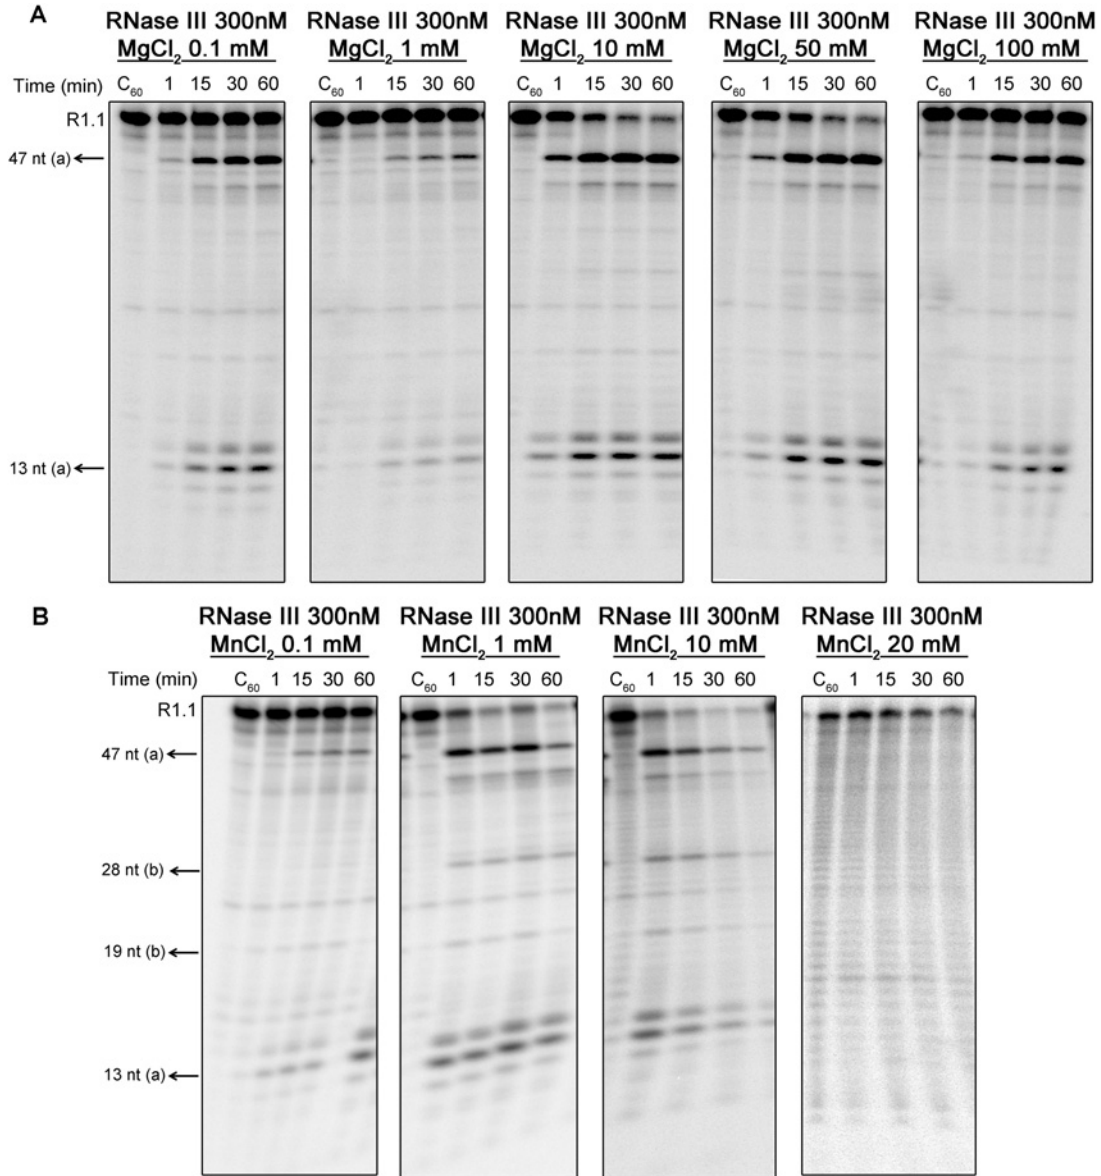 A
RNase III 300nM RNase III 300nM RNase III 300nM RNase III 300nM RNase III 300nM
MgCl2 0.1 mM MgCl2 1 mM MgCl2 10 mM MgCl2 50 mM MgCl2 100 mM
Time (min) C60 1 15 30 60 C60 1 15 30 60 C60 1 15 30 60 C60 1 15 30 60 C60 1 15 30 60
R1.1
47 nt (a)
13 nt (a)
B
RNase III 300nM RNase III 300nM RNase III 300nM RNase III 300nM
MnCl2 0.1 mM MnCl2 1 mM MnCl2 10 mM MnCl2 20 mM
Time (min) C60 1 15 30 60 C60 1 15 30 60 C60 1 15 30 60 C60 1 15 30 60
R1.1
47 nt (a)
28 nt (b)
19 nt (b)
13 nt (a)